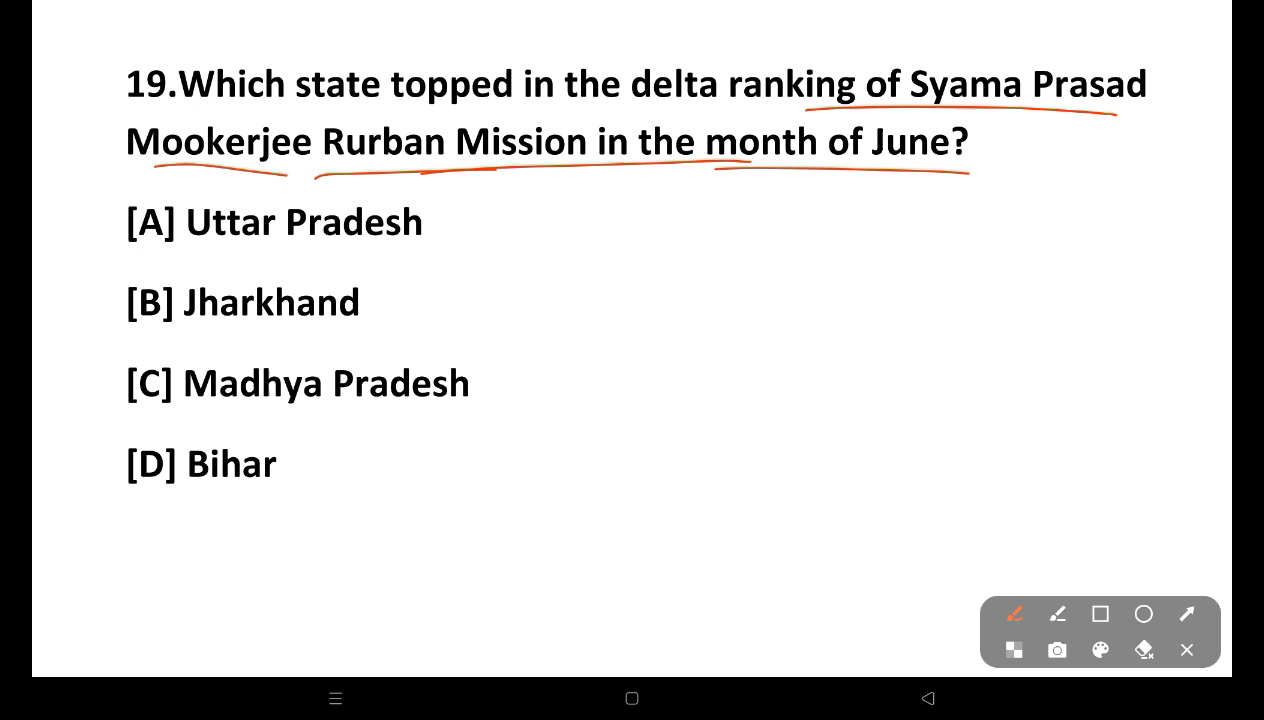 19.Which state topped in the delta ranking of Syama Prasad
Mookerjee Rurban Mission in the month of June?
[A] Uttar Pradesh
[B] Jharkhand
[C] Madhya Pradesh
[D] Bihar